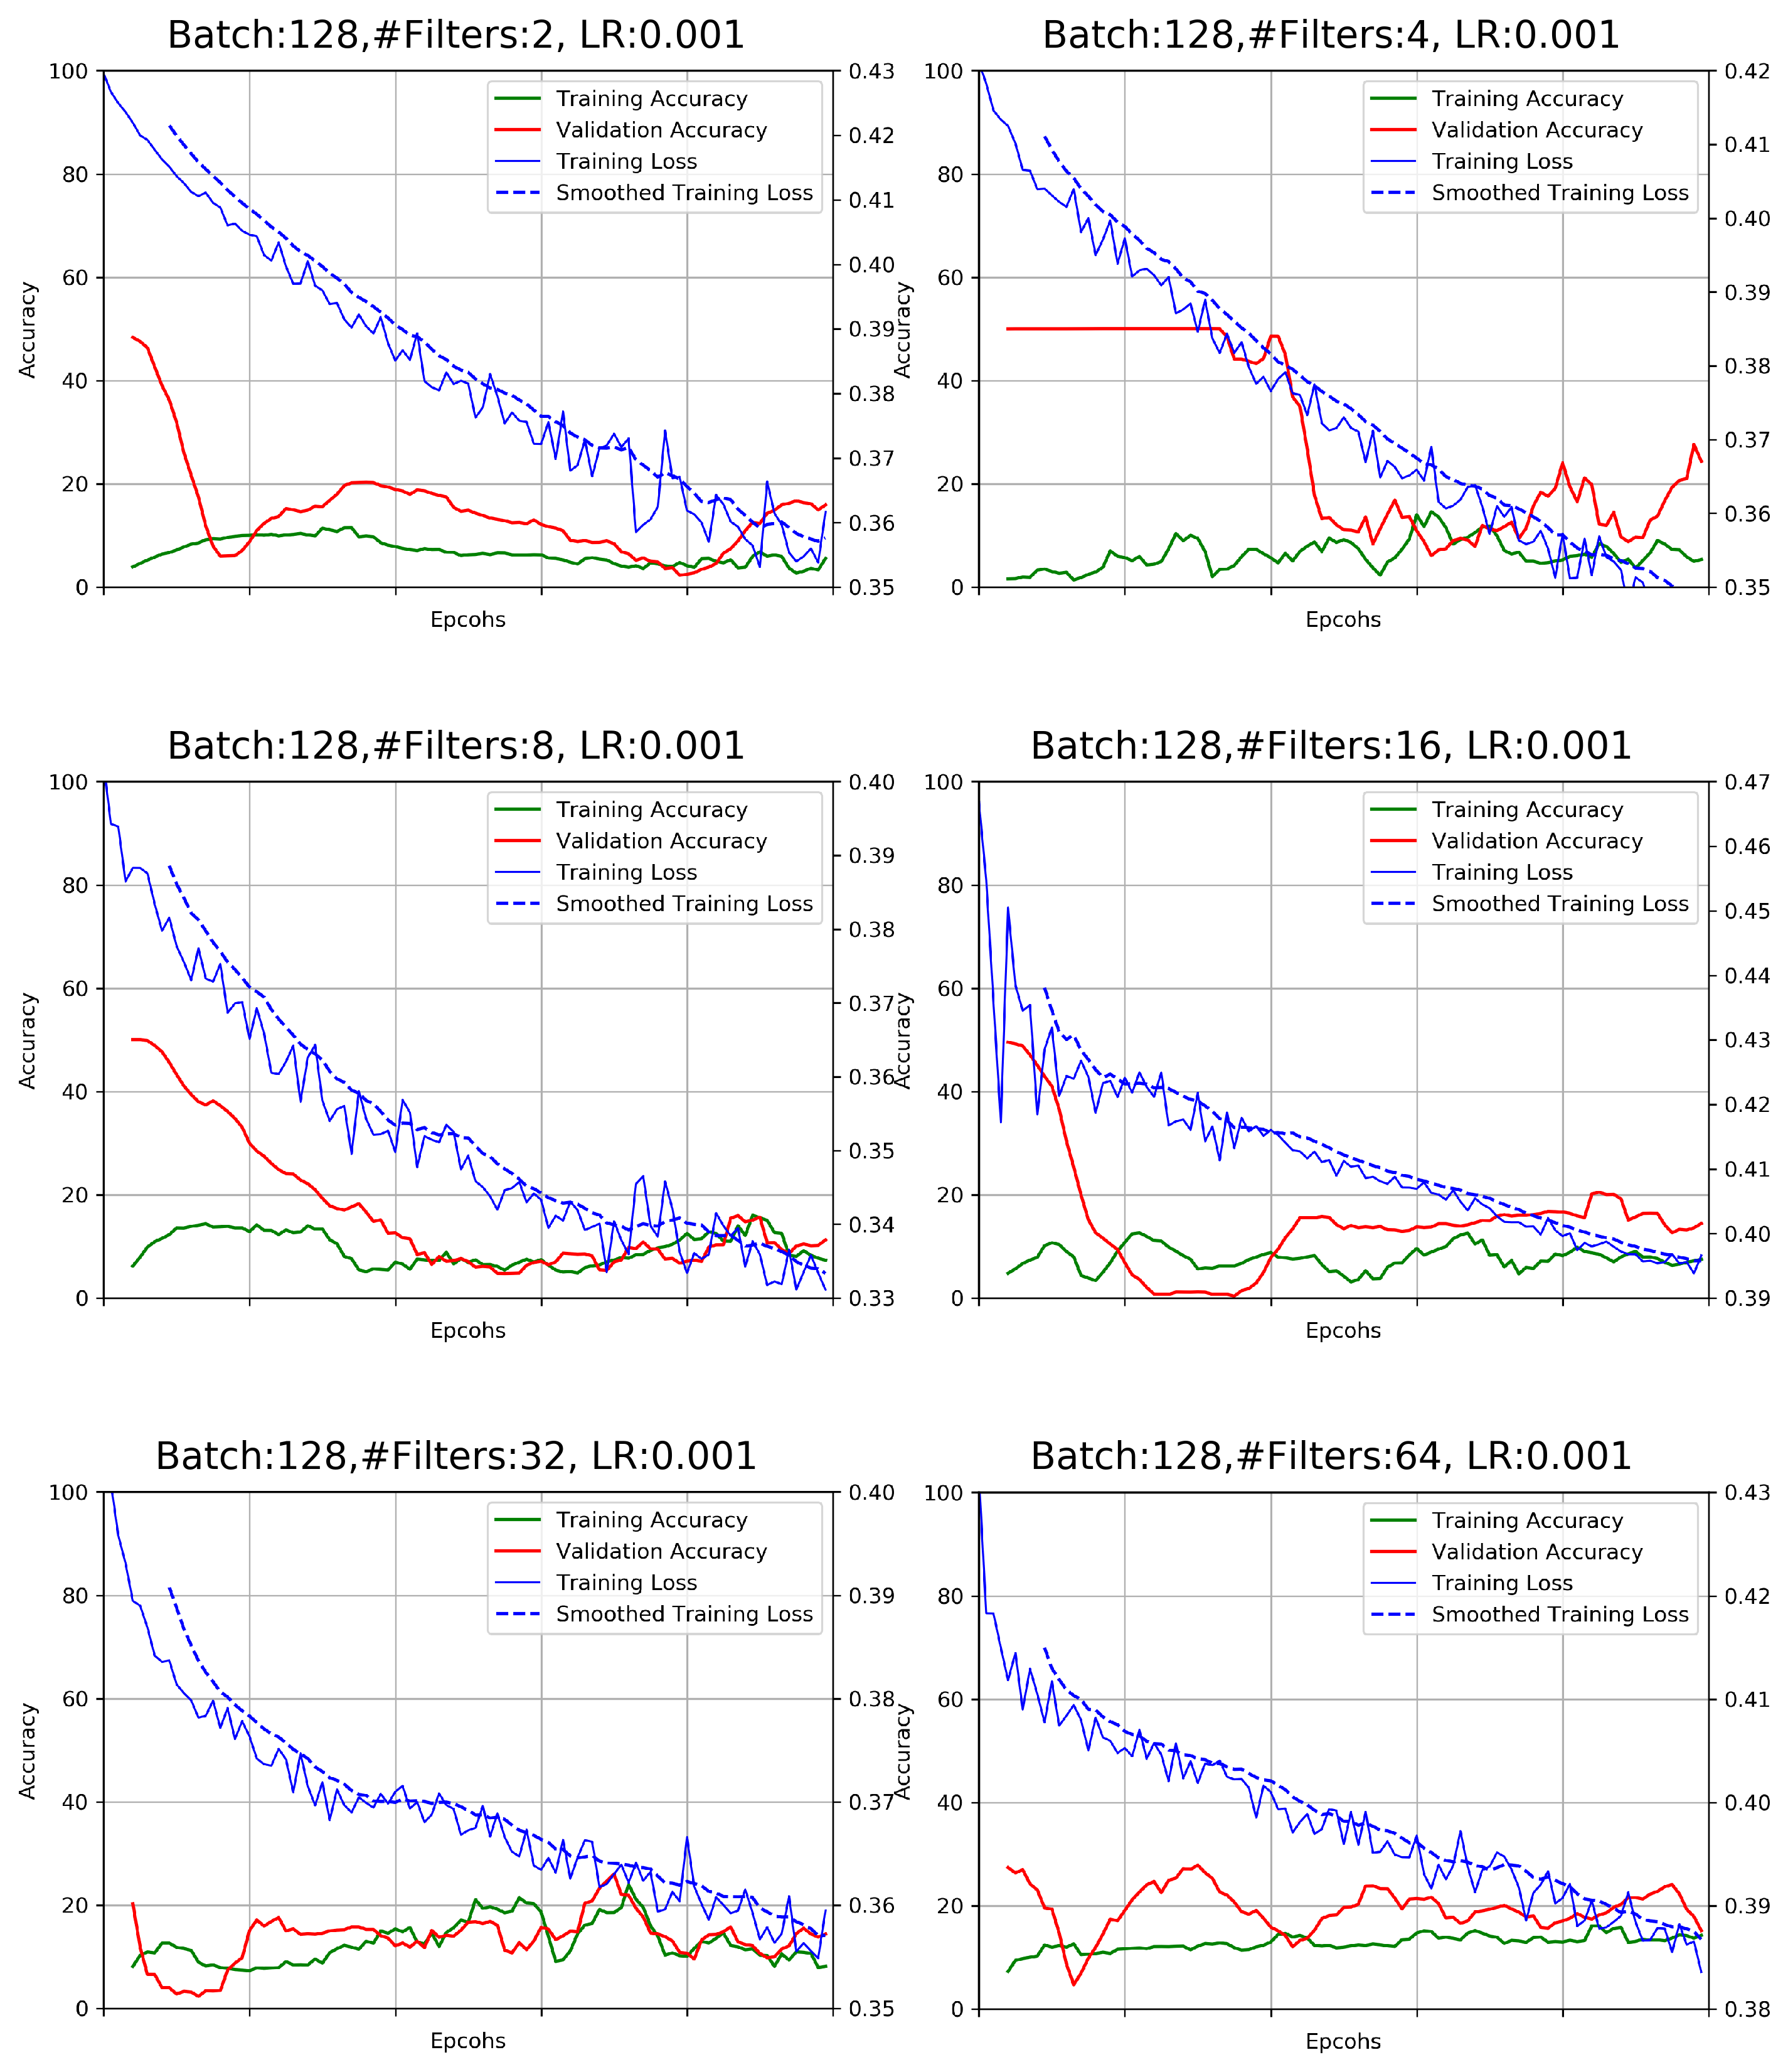 Batch:128,#Filters:2, LR:0.001
100
80
60
40
20
0
Accuracy
Training Accuracy
Validation Accuracy
Training Loss
Smoothed Training Loss
0.43
0.42
0.41
0.40
0.39
0.38
0.37
0.36
0.35
Epcohs
Batch:128,#Filters:4, LR:0.001
100
80
60
40
20
0
Accuracy
Training Accuracy
Validation Accuracy
Training Loss
Smoothed Training Loss
0.42
0.41
0.40
0.39
0.38
0.37
0.36
0.35
Epcohs
Batch:128,#Filters:8, LR:0.001
100
80
60
40
20
0
Accuracy
Training Accuracy
Validation Accuracy
Training Loss
Smoothed Training Loss
0.40
0.39
0.38
0.37
0.36
0.35
0.34
0.33
Epcohs
Batch:128,#Filters:16, LR:0.001
100
80
60
40
20
0
Accuracy
Training Accuracy
Validation Accuracy
Training Loss
Smoothed Training Loss
0.47
0.46
0.45
0.44
0.43
0.42
0.41
0.40
0.39
Epcohs
Batch:128,#Filters:32, LR:0.001
100
80
60
40
20
0
Accuracy
Training Accuracy
Validation Accuracy
Training Loss
Smoothed Training Loss
0.40
0.39
0.38
0.37
0.36
0.35
Epcohs
Batch:128,#Filters:64, LR:0.001
100
80
60
40
20
0
Accuracy
Training Accuracy
Validation Accuracy
Training Loss
Smoothed Training Loss
0.43
0.42
0.41
0.40
0.39
0.38
Epcohs